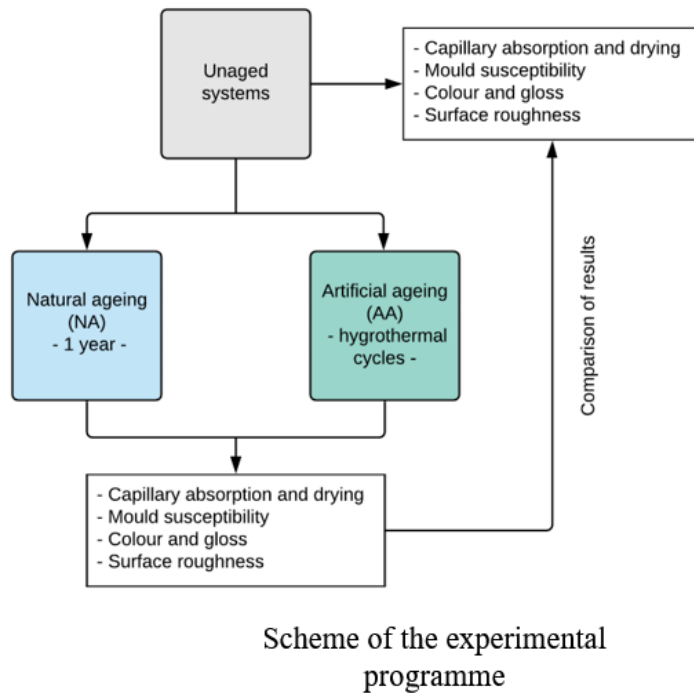 Unaged
systems
- Capillary absorption and drying
- Mould susceptibility
- Colour and gloss
- Surface roughness
Natural ageing
(NA)
- 1 year -
Artificial ageing
(AA)
- hygrothermal
cycles -
Comparison of results
- Capillary absorption and drying
- Mould susceptibility
- Colour and gloss
- Surface roughness
Scheme of the experimental
programme